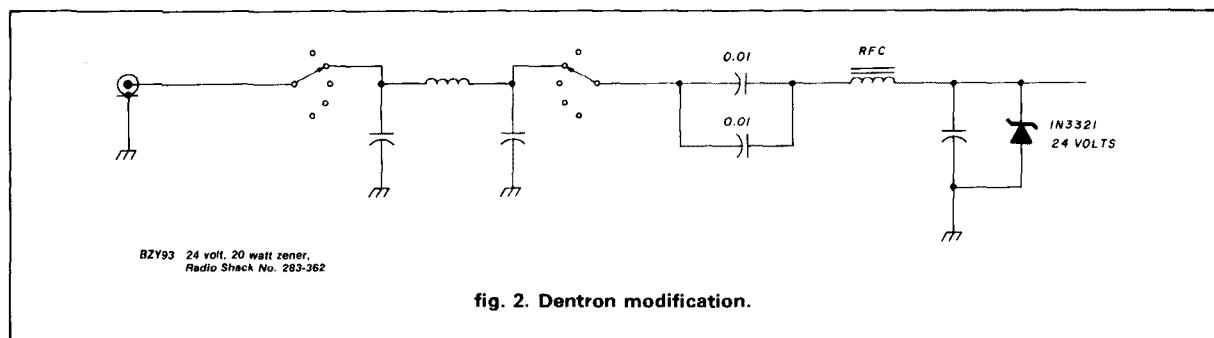 0.01
RFC
0.01
1N3321
24 VOLTS
BZY93 24 volt, 20 watt zener,
Radio Shack No. 283-362
fig. 2. Dentron modification.